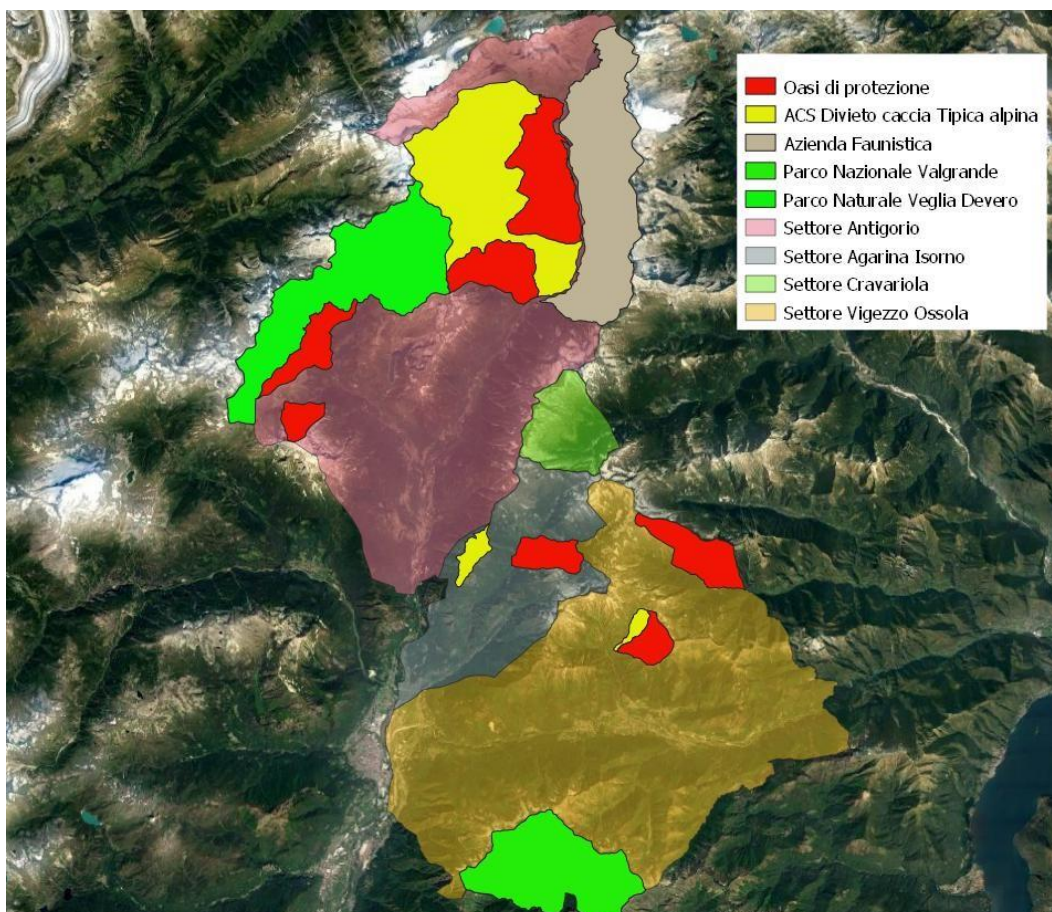 Oasi di protezione
ACS Divieto caccia Tipica alpina
Azienda Faunistica
Parco Nazionale Valgrande
Parco Naturale Veglia Devero
Settore Antigorio
Settore Agarina Isorno
Settore Cravariola
Settore Vigezzo Ossola